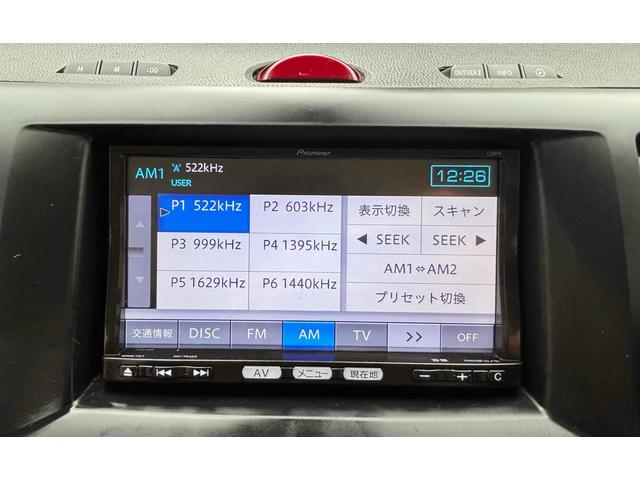 H M :00 OUTSIDE INFO
Pioneer
AM1 522kHz 12:26
USER
P1 522kHz P2 603kHz 表示切換 スキャン
P3 999kHz P4 1395kHz ◀ SEEK SEEK ▶
P5 1629kHz P6 1440kHz AM1⇔AM2
プリセット切換
交通情報 DISC FM AM TV >> OFF
AV メニュー 現在地 − + C